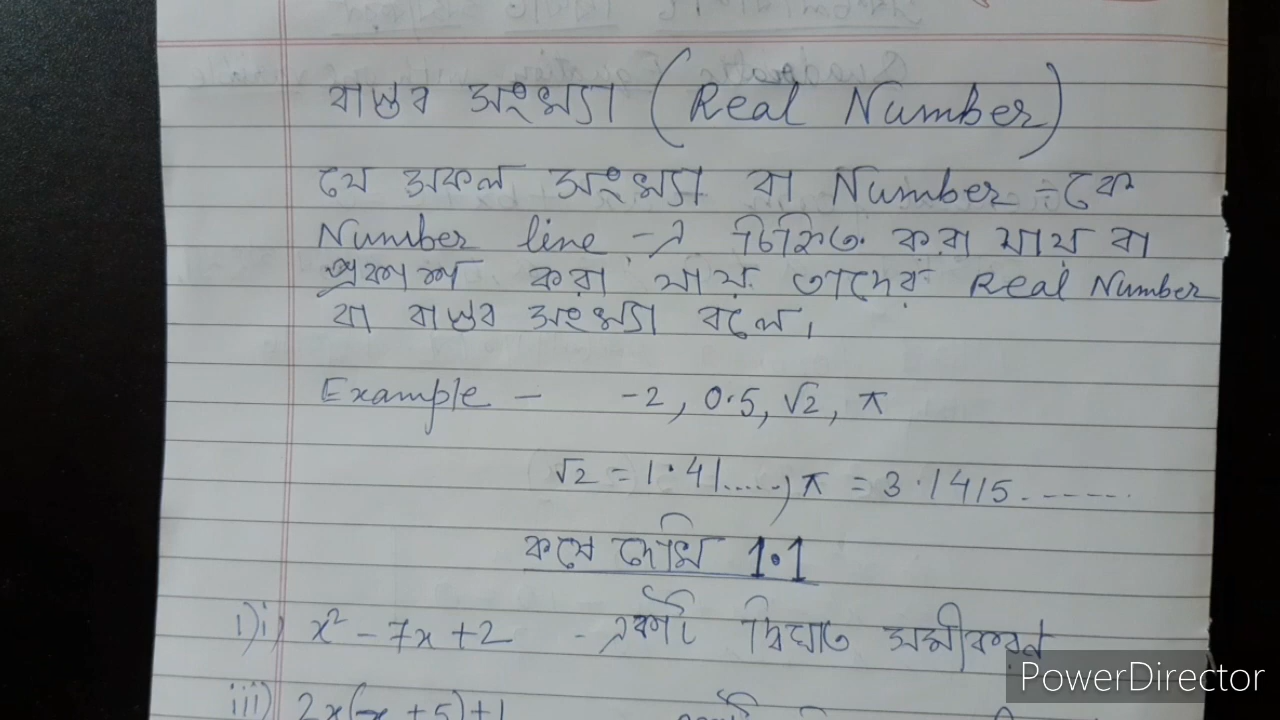 বাস্তব সংখ্যা (Real Number)
যে সকল সংখ্যা বা Number -কে
Number line -এ চিহ্নিত করা যায় বা
প্রকাশ করা যায় তাদের Real Number
বা বাস্তব সংখ্যা বলে।
Example - -2, 0.5, √2, π
√2 = 1.41....., π = 3.1415.......
কষে দেখি 1.1
1) i) x² - 7x + 2 - একটি দ্বিঘাত সমীকরণ
iii) 2x(x + 5) + 1
PowerDirector